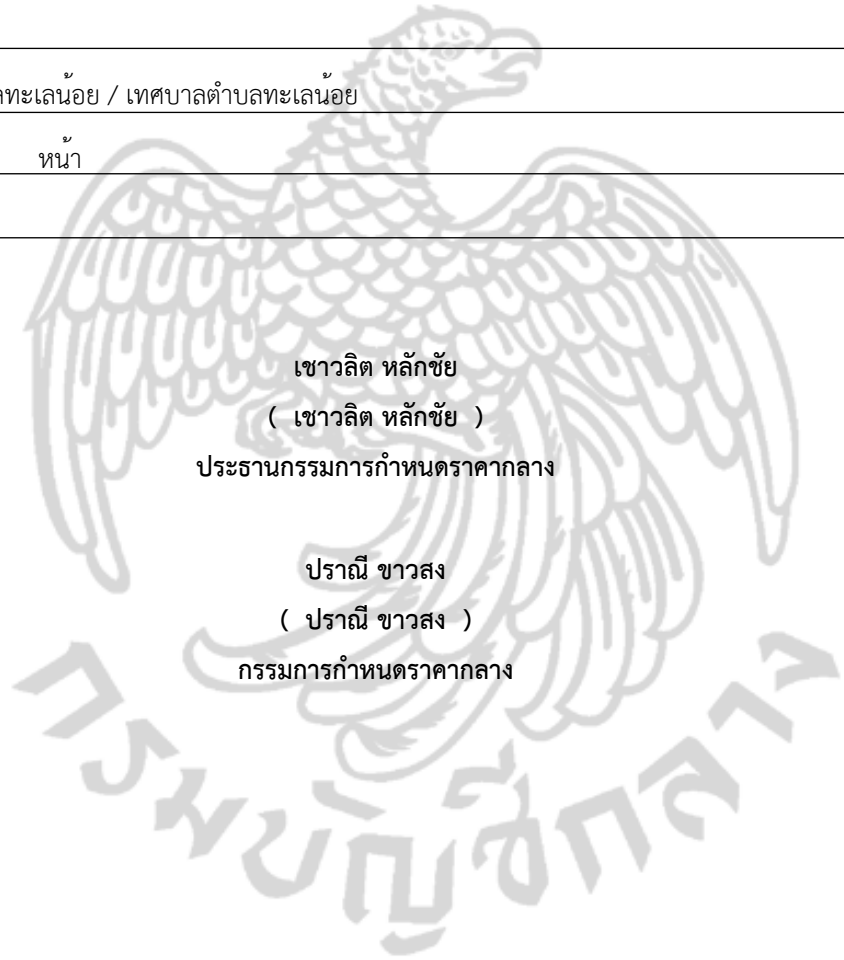 ลทะเลน้อย / เทศบาลตำบลทะเลน้อย
หน้า
เชาวลิต หลักชัย
( เชาวลิต หลักชัย )
ประธานกรรมการกำหนดราคากลาง
ปราณี ขาวสง
( ปราณี ขาวสง )
กรรมการกำหนดราคากลาง
กรมบัญชีกลาง